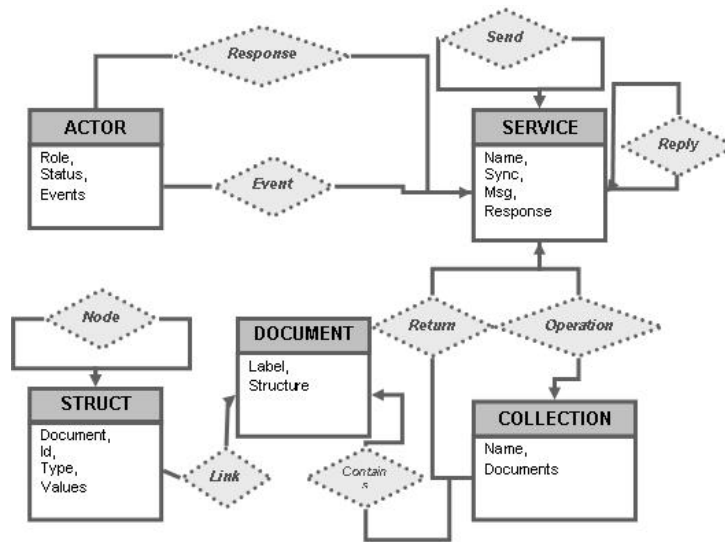 Response
Send
ACTOR
Role,
Status,
Events
Event
SERVICE
Name,
Sync,
Msg,
Response
Reply
Node
DOCUMENT
Label,
Structure
Return
Operation
STRUCT
Document,
Id,
Type,
Values
Link
Contain
s
COLLECTION
Name,
Documents